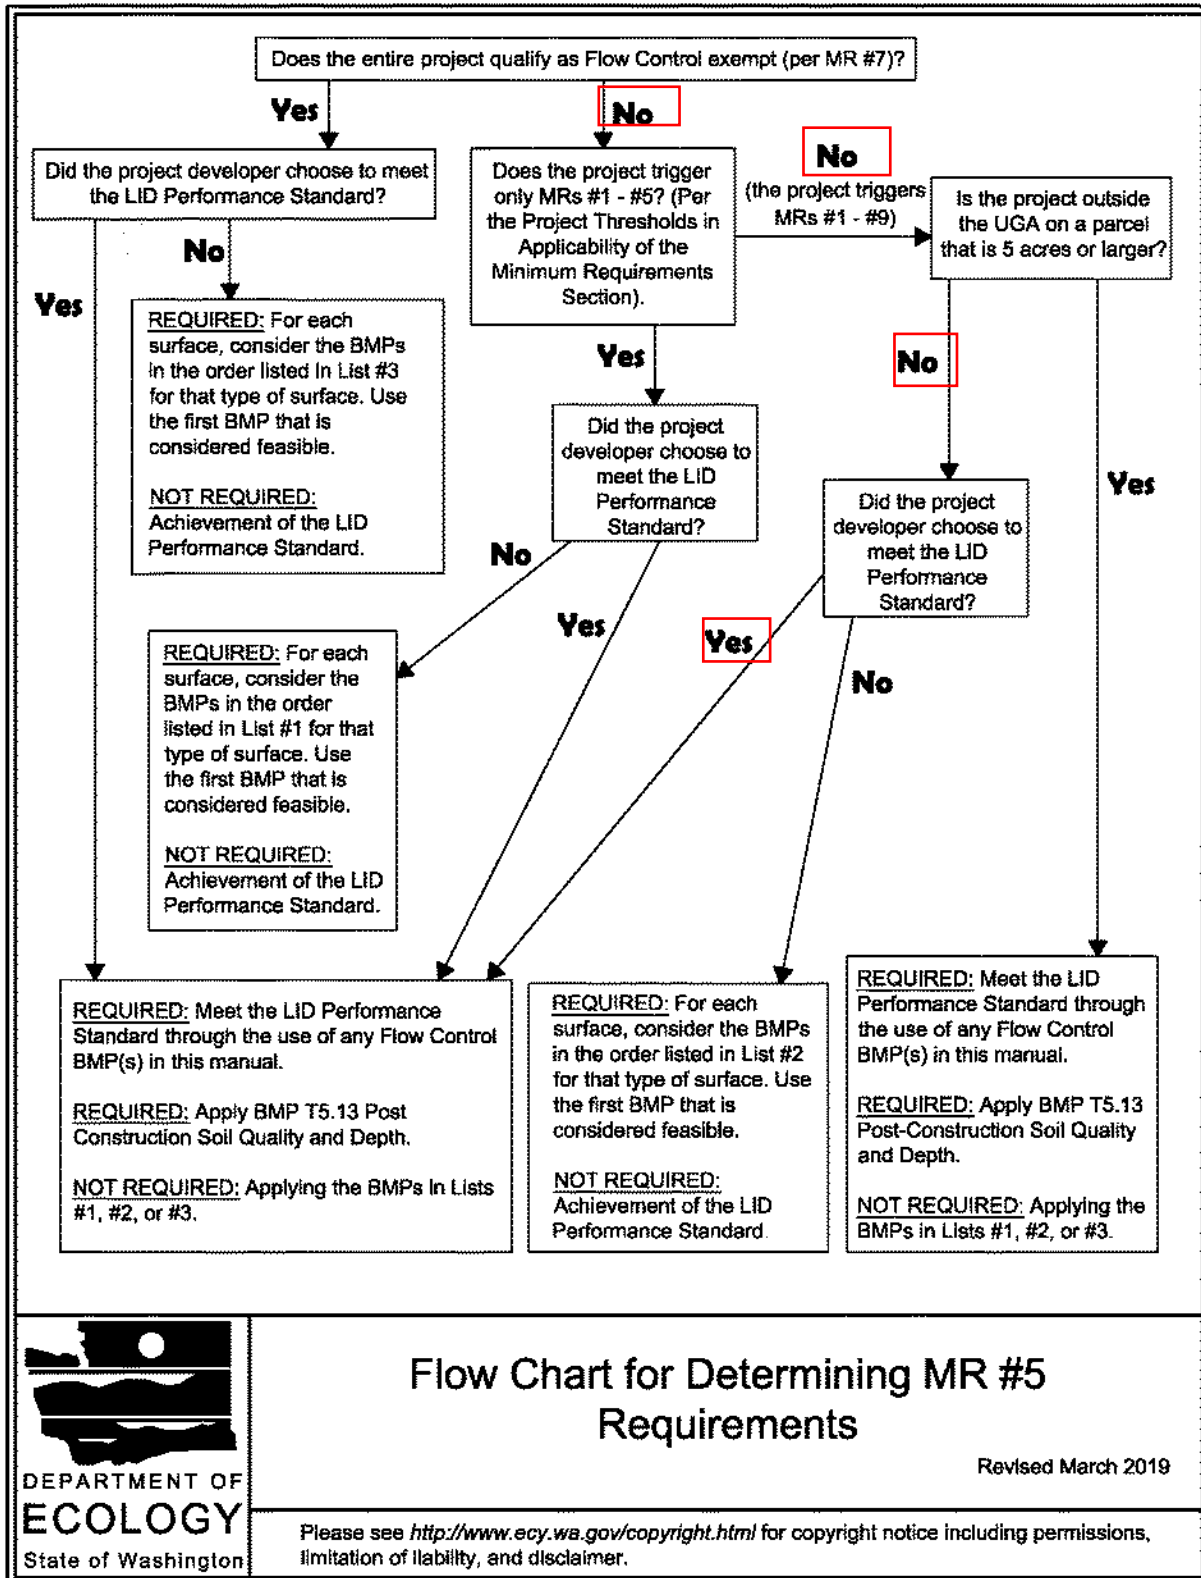 Does the entire project qualify as Flow Control exempt (per MR #7)?
Yes
No
Did the project developer choose to meet
the LID Performance Standard?
Does the project trigger
only MRs #1 - #5? (Per
the Project Thresholds in
Applicability of the
Minimum Requirements
Section).
No
(the project triggers
MRs #1 - #9)
Is the project outside
the UGA on a parcel
that is 5 acres or larger?
No
Yes
REQUIRED: For each
surface, consider the BMPs
in the order listed in List #3
for that type of surface. Use
the first BMP that is
considered feasible.
NOT REQUIRED:
Achievement of the LID
Performance Standard.
Yes
No
Did the project
developer choose to
meet the LID
Performance
Standard?
Yes
Did the project
developer choose to
meet the LID
Performance
Standard?
No
Yes
Yes
No
REQUIRED: For each
surface, consider the
BMPs in the order
listed in List #1 for that
type of surface. Use
the first BMP that is
considered feasible.
NOT REQUIRED:
Achievement of the LID
Performance Standard.
REQUIRED: Meet the LID Performance
Standard through the use of any Flow Control
BMP(s) in this manual.
REQUIRED: Apply BMP T5.13 Post
Construction Soil Quality and Depth.
NOT REQUIRED: Applying the BMPs in Lists
#1, #2, or #3.
REQUIRED: For each
surface, consider the BMPs
in the order listed in List #2
for that type of surface. Use
the first BMP that is
considered feasible.
NOT REQUIRED:
Achievement of the LID
Performance Standard.
REQUIRED: Meet the LID
Performance Standard through
the use of any Flow Control
BMP(s) in this manual.
REQUIRED: Apply BMP T5.13
Post-Construction Soil Quality
and Depth.
NOT REQUIRED: Applying the
BMPs in Lists #1, #2, or #3.
DEPARTMENT OF
ECOLOGY
State of Washington
Flow Chart for Determining MR #5
Requirements
Revised March 2019
Please see http://www.ecy.wa.gov/copyright.html for copyright notice including permissions,
limitation of liability, and disclaimer.